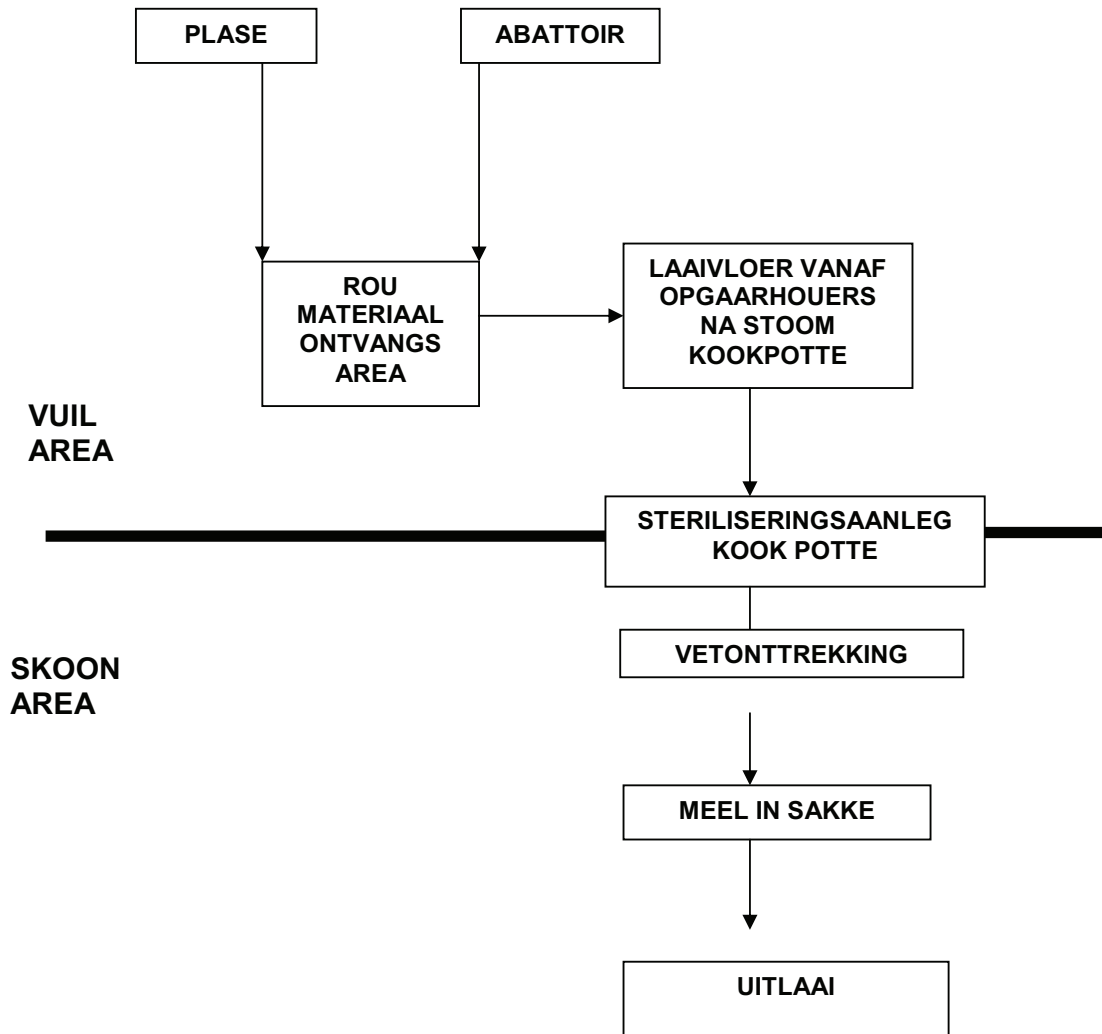 PLASE
ABATTOIR
ROU
MATERIAAL
ONTVANGS
AREA
LAAIVLOER VANAF
OPGAARHOUERS
NA STOOM
KOOKPOTTE
VUIL
AREA
STERILISERINGSAANLEG
KOOK POTTE
SKOON
AREA
VETONTTREKKING
MEEL IN SAKKE
UITLAAI